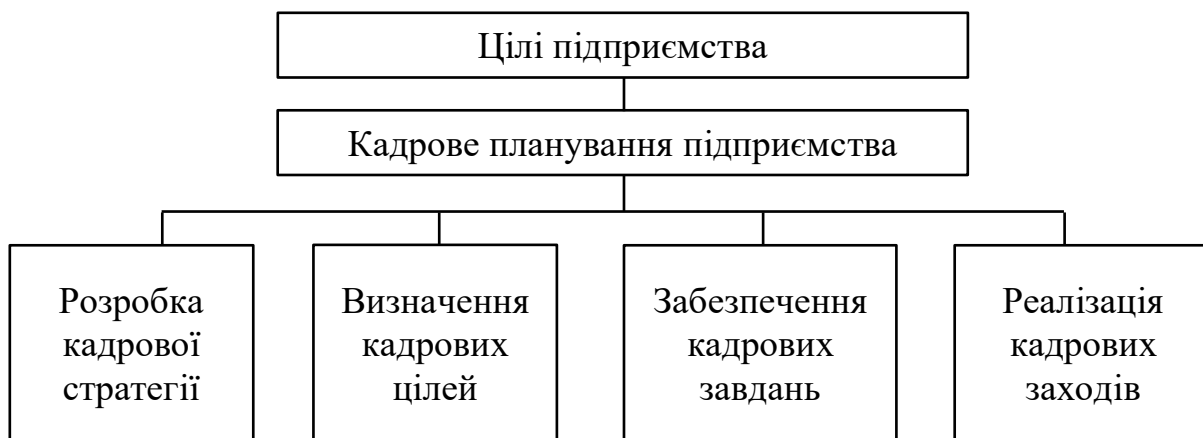 Цілі підприємства
Кадрове планування підприємства
Розробка
кадрової
стратегії
Визначення
кадрових
цілей
Забезпечення
кадрових
завдань
Реалізація
кадрових
заходів